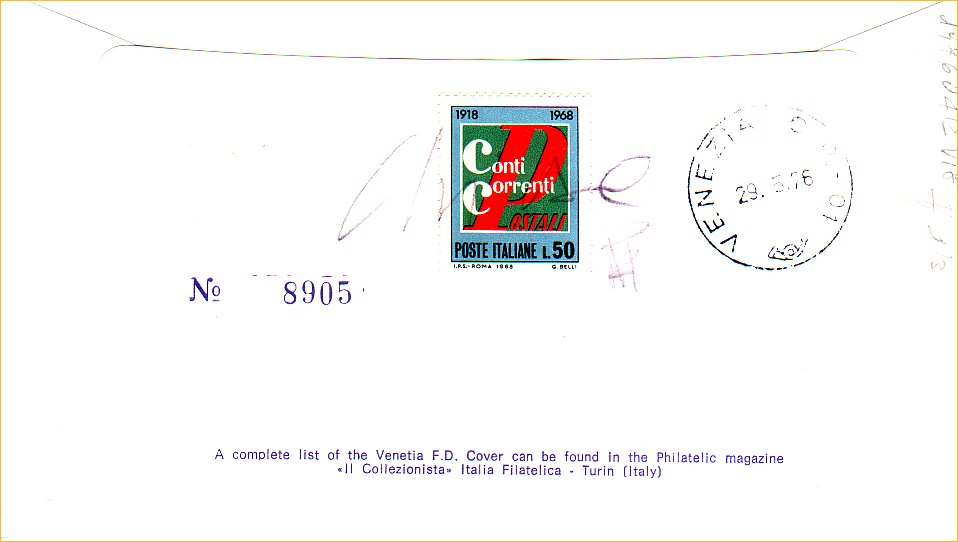 1918 1968
Conti
Correnti
POSTALI
POSTE ITALIANE L.50
I.P.S.-ROMA 1968 G. BELLI
VENEZIA
29.5.76
Nº 8905
A complete list of the Venetia F.D. Cover can be found in the Philatelic magazine
«Il Collezionista» Italia Filatelica - Turin (Italy)